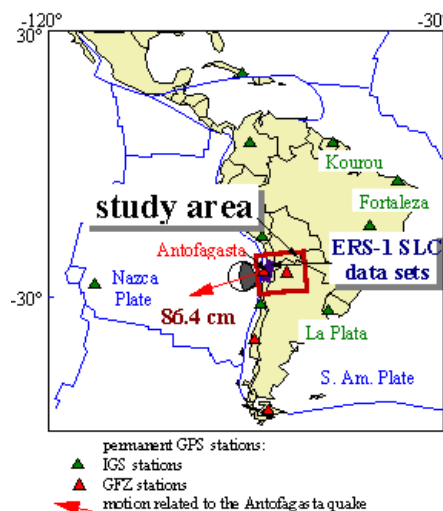 -120°
-30
30°
Kourou
Fortaleza
study area
Antofagasta
ERS-1 SLC
data sets
Nazca
Plate
-30°
86.4 cm
La Plata
S. Am. Plate
permanent GPS stations:
IGS stations
GFZ stations
motion related to the Antofagasta quake